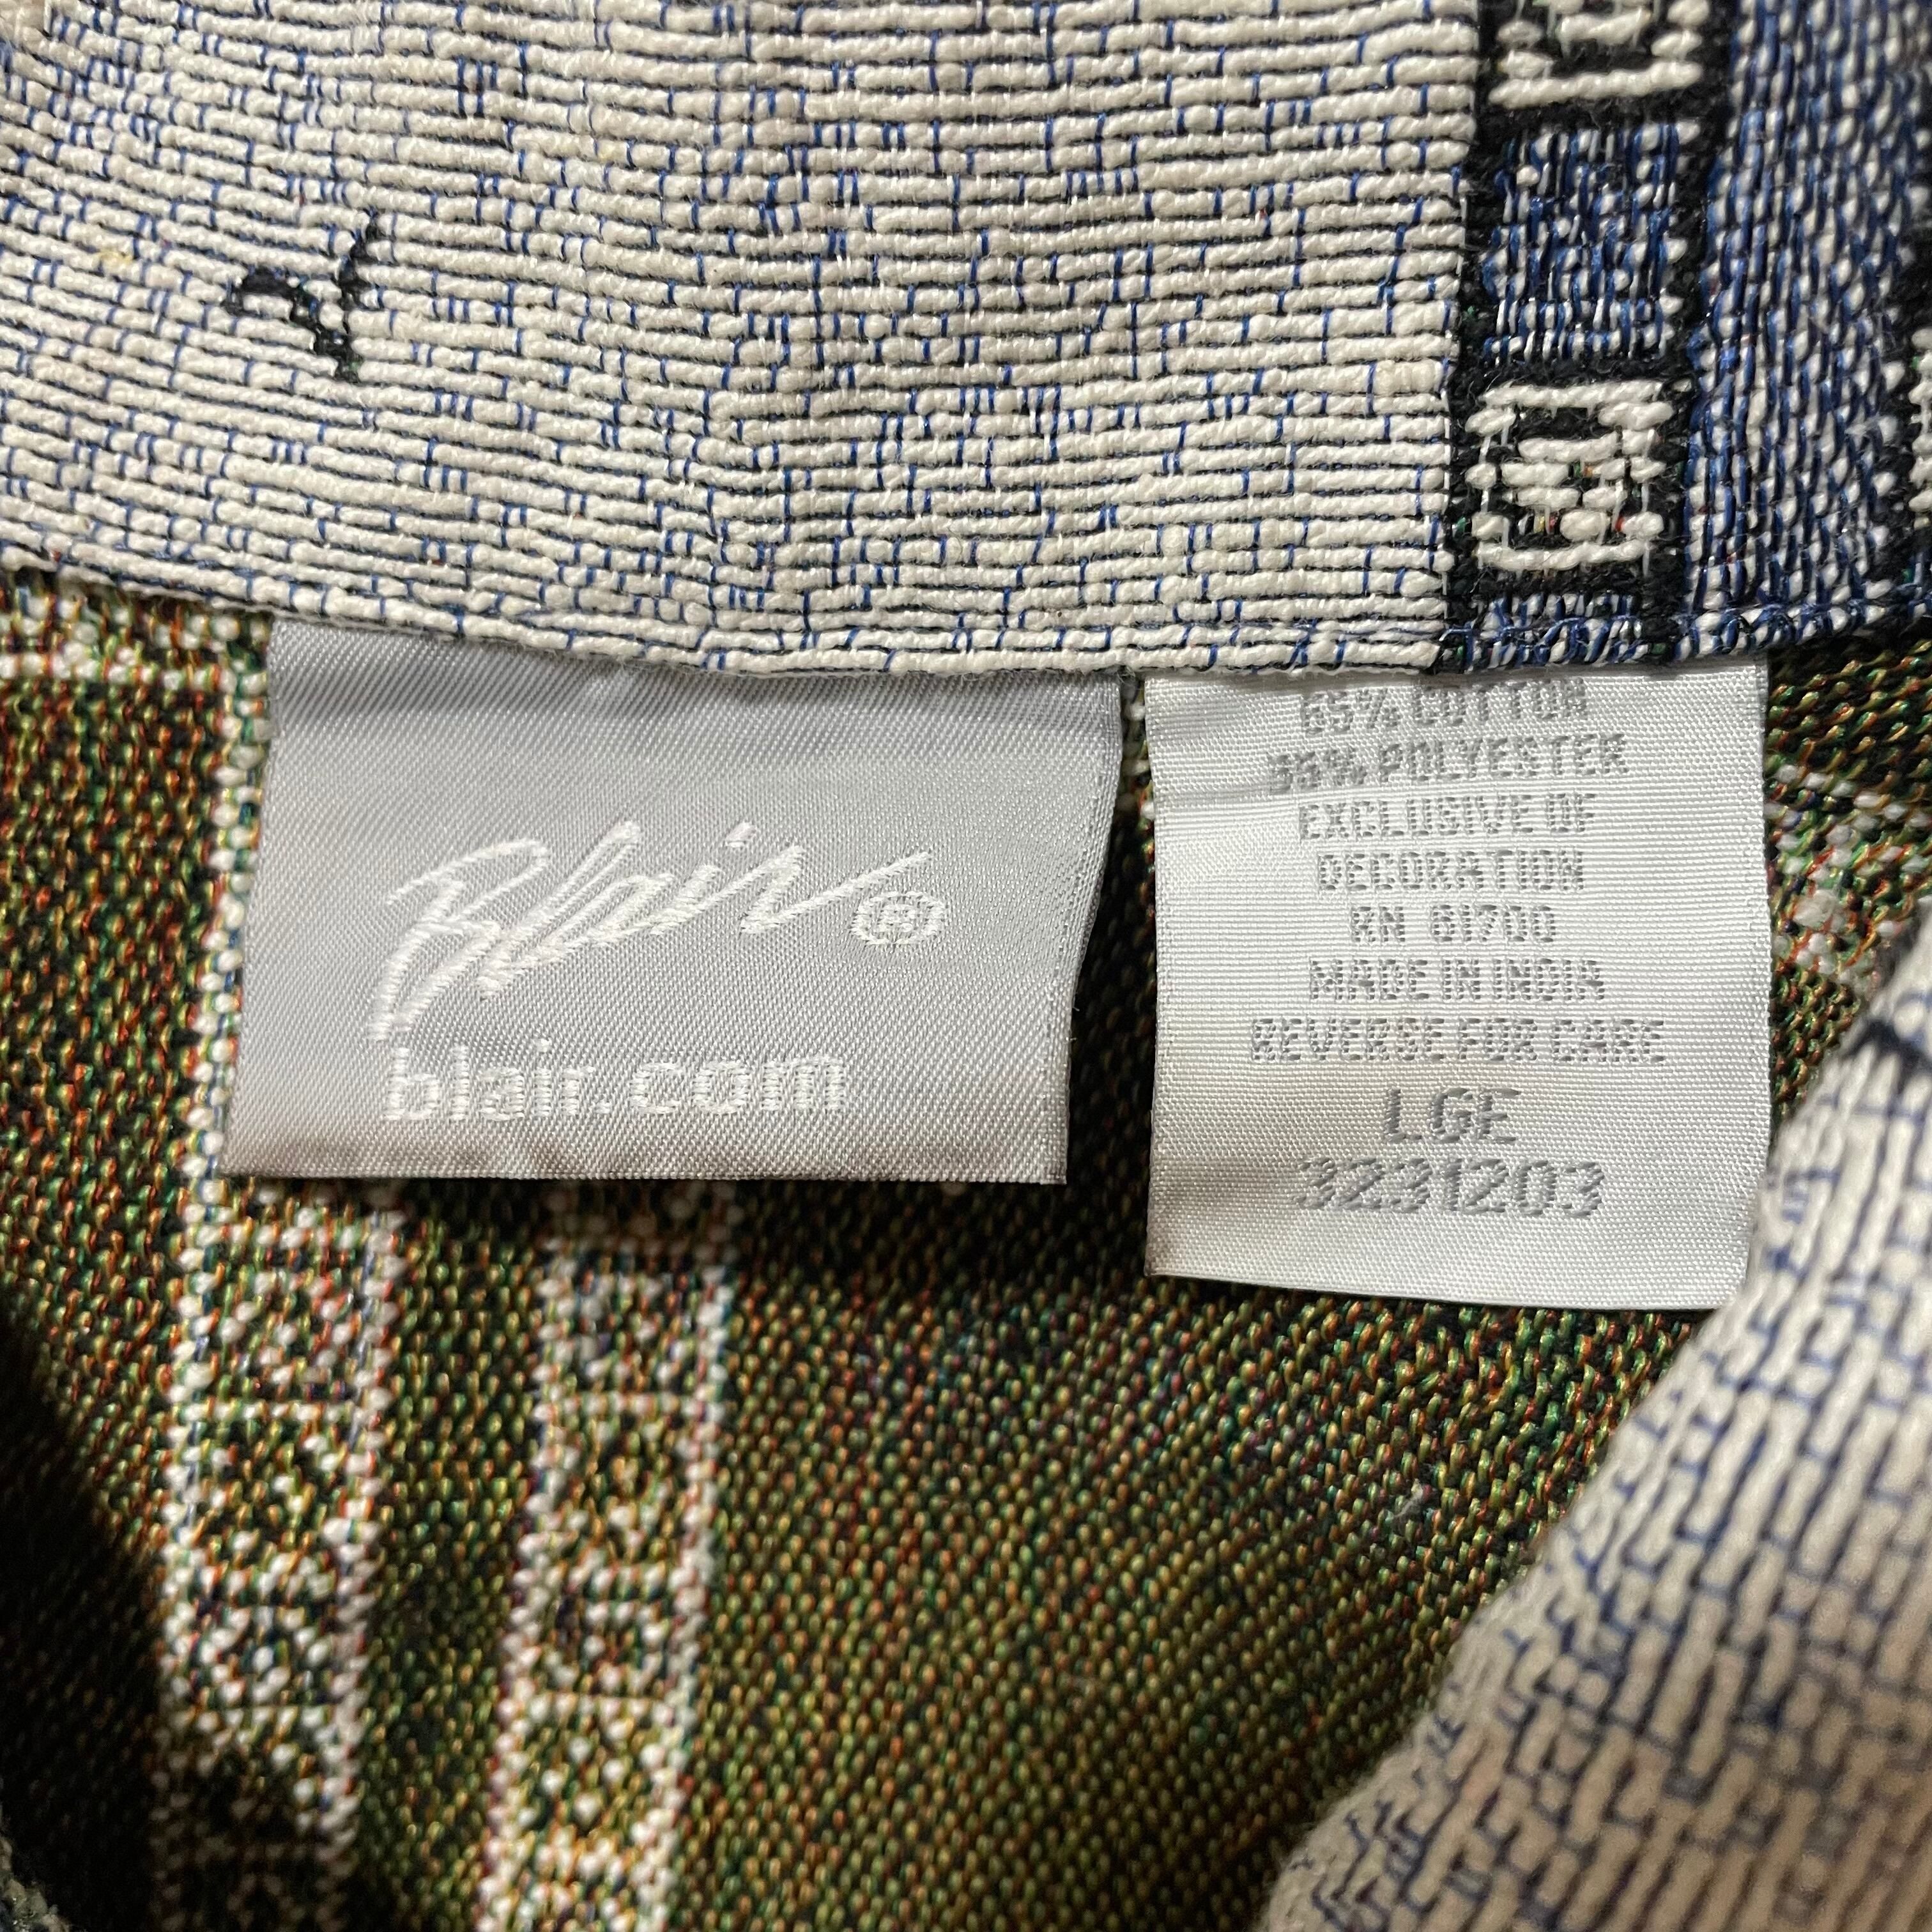 Blair®
blair.com
65% COTTON
35% POLYESTER
EXCLUSIVE OF
DECORATION
RN 61700
MADE IN INDIA
REVERSE FOR CARE
LGE
3231203